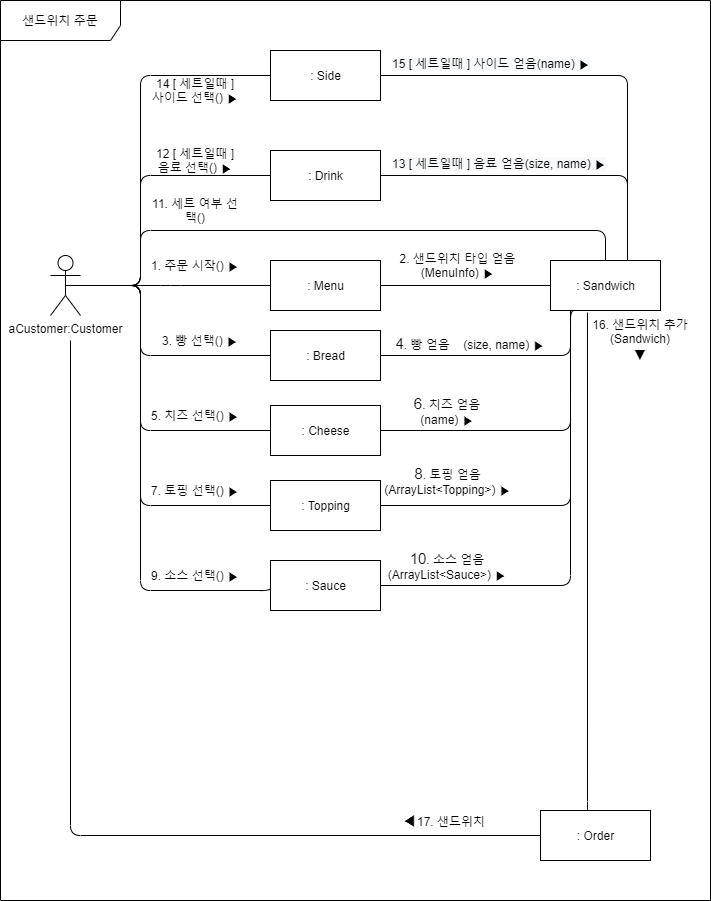 샌드위치 주문
: Side
14 [ 세트일때 ]
사이드 선택() ▶
15 [ 세트일때 ] 사이드 얻음(name) ▶
12 [ 세트일때 ]
음료 선택() ▶
: Drink
13 [ 세트일때 ] 음료 얻음(size, name) ▶
11. 세트 여부 선
택()
1. 주문 시작() ▶
: Menu
2. 샌드위치 타입 얻음
(MenuInfo) ▶
: Sandwich
aCustomer:Customer
3. 빵 선택() ▶
: Bread
4. 빵 얻음 (size, name) ▶
16. 샌드위치 추가
(Sandwich)
▼
5. 치즈 선택() ▶
: Cheese
6. 치즈 얻음
(name) ▶
7. 토핑 선택() ▶
: Topping
8. 토핑 얻음
(ArrayList<Topping>) ▶
9. 소스 선택() ▶
: Sauce
10. 소스 얻음
(ArrayList<Sauce>) ▶
◀ 17. 샌드위치
: Order